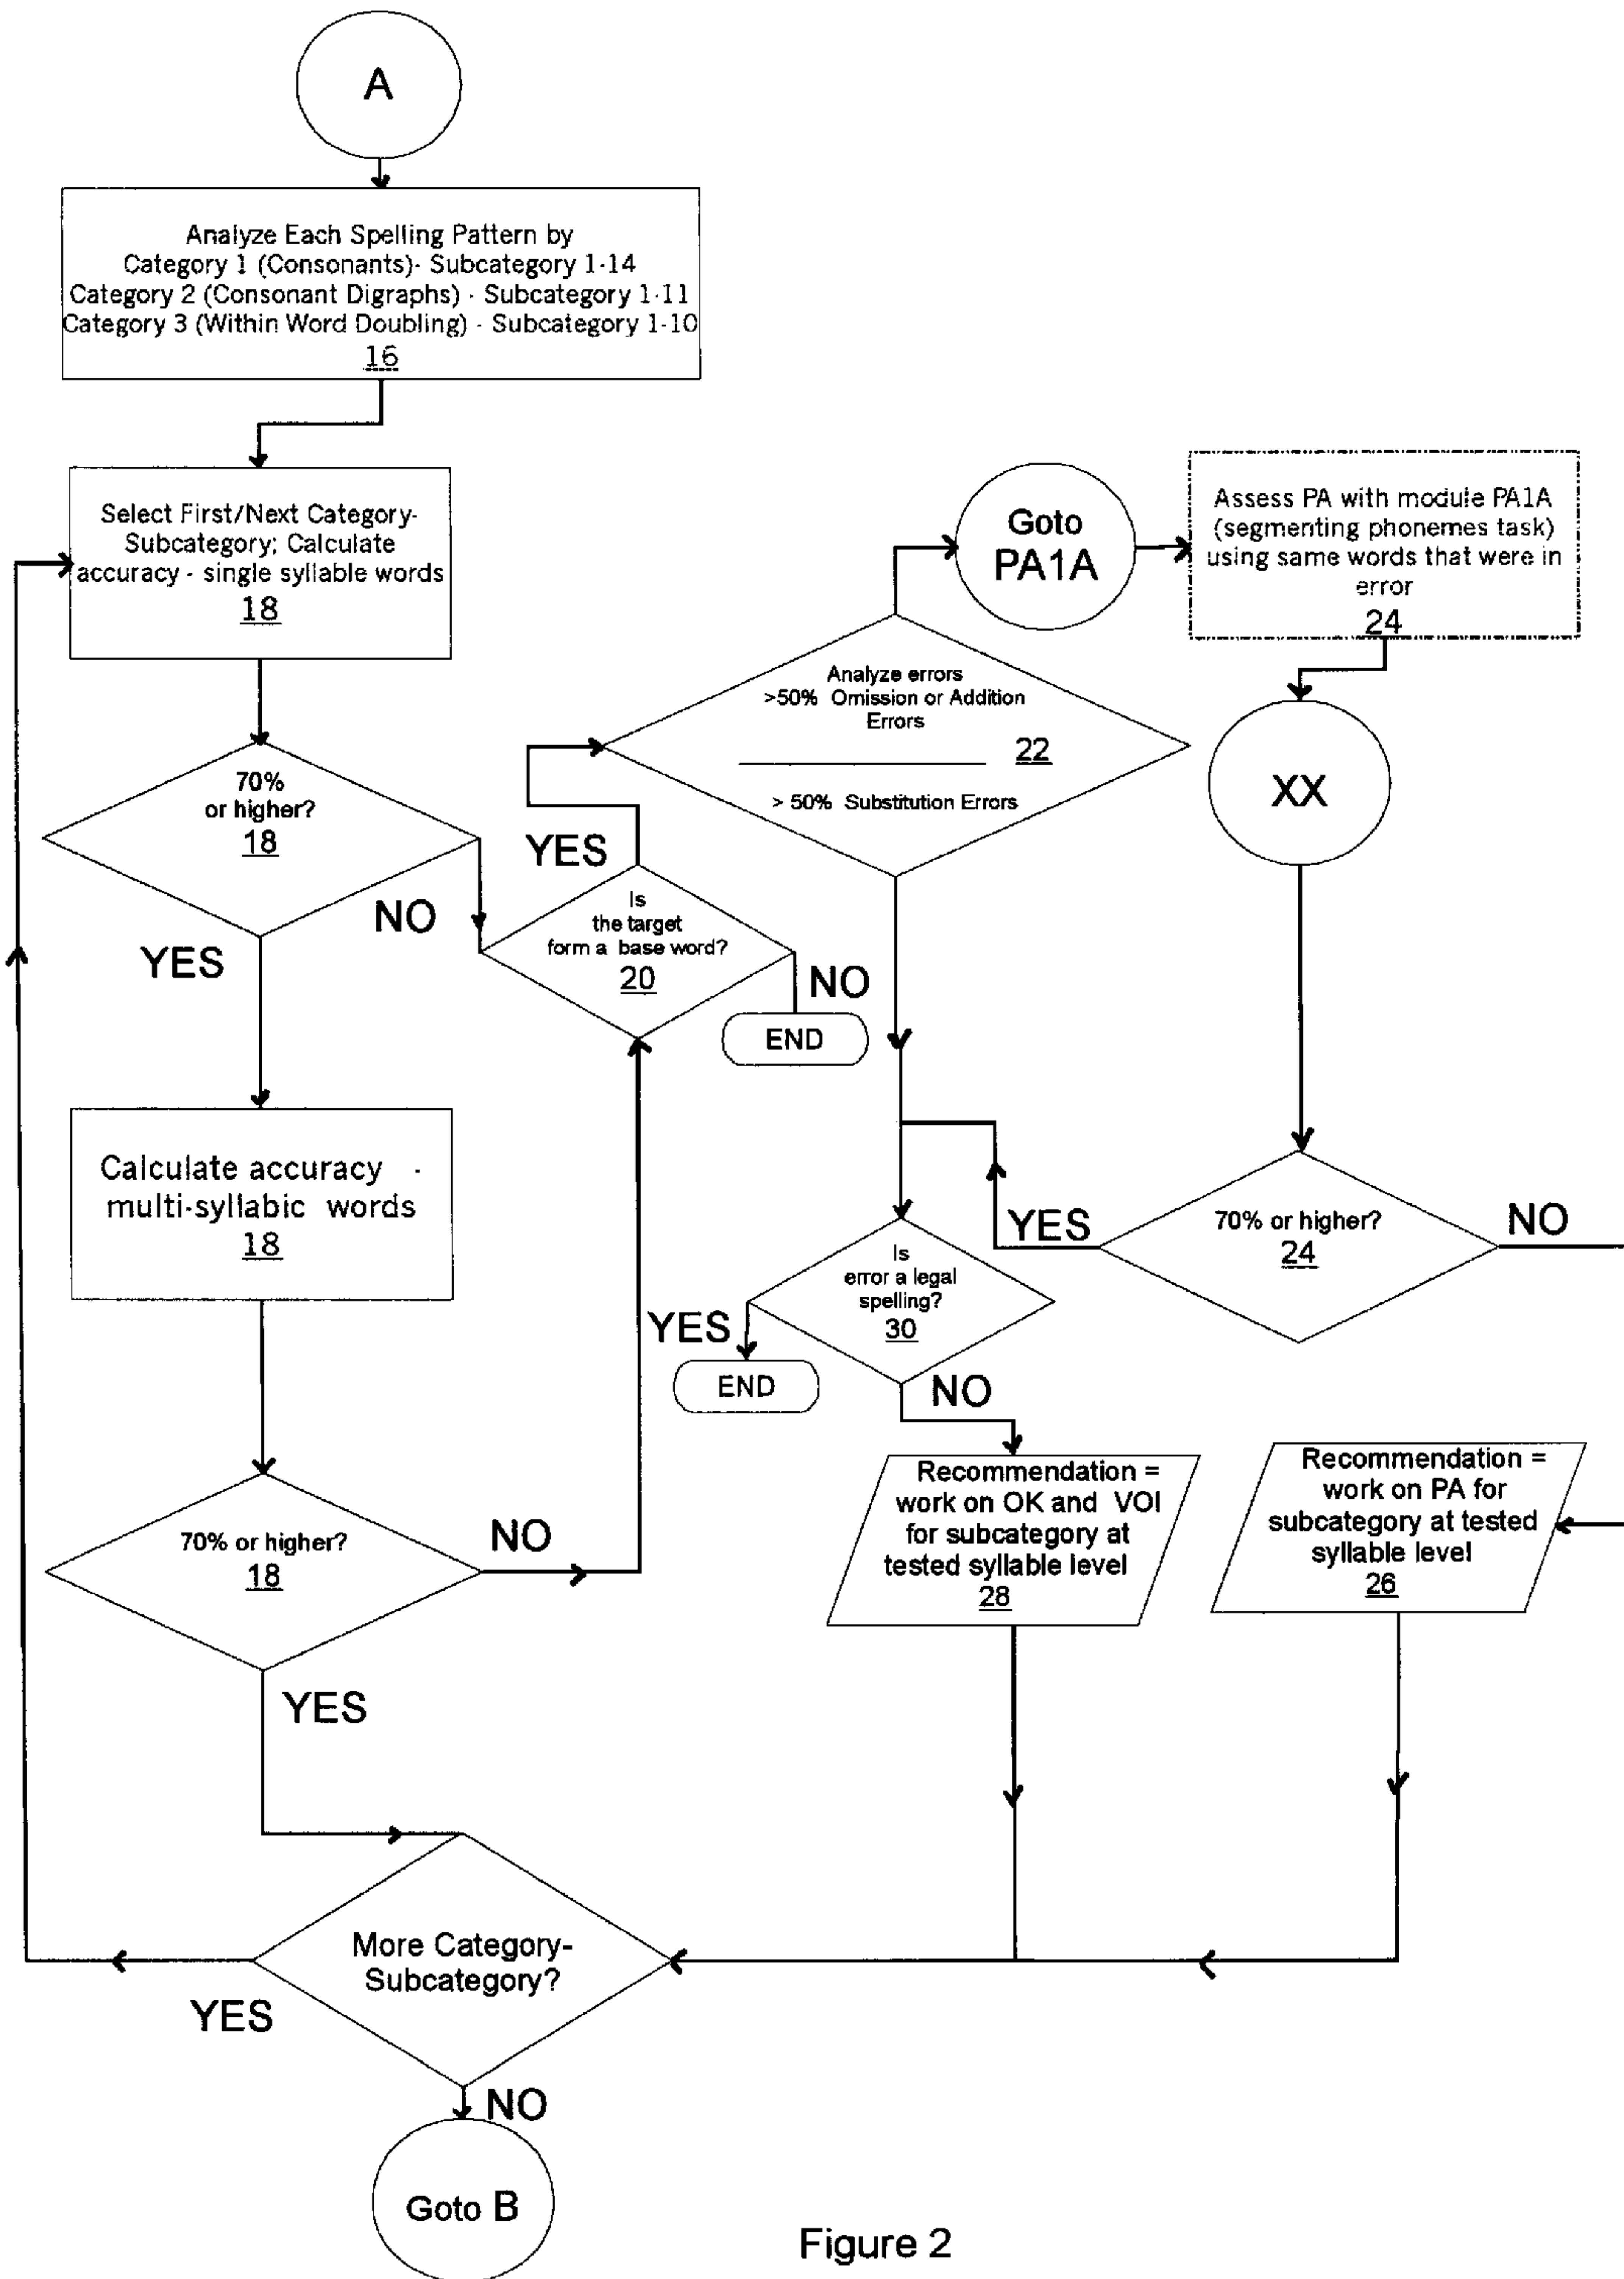 A
Analyze Each Spelling Pattern by
Category 1 (Consonants)- Subcategory 1-14
Category 2 (Consonant Digraphs) - Subcategory 1-11
Category 3 (Within Word Doubling) - Subcategory 1-10
16
Select First/Next Category-
Subcategory; Calculate
accuracy - single syllable words
18
70%
or higher?
18
NO
YES
Is
the target
form a base word?
20
YES
NO
END
Analyze errors
>50% Omission or Addition
Errors
22
> 50% Substitution Errors
Goto
PA1A
Assess PA with module PA1A
(segmenting phonemes task)
using same words that were in
error
24
XX
70% or higher?
24
YES
NO
Calculate accuracy -
multi-syllabic words
18
Is
error a legal
spelling?
30
YES
END
NO
70% or higher?
18
NO
YES
Recommendation =
work on OK and VOI
for subcategory at
tested syllable level
28
Recommendation =
work on PA for
subcategory at tested
syllable level
26
More Category-
Subcategory?
YES
NO
Goto B
Figure 2